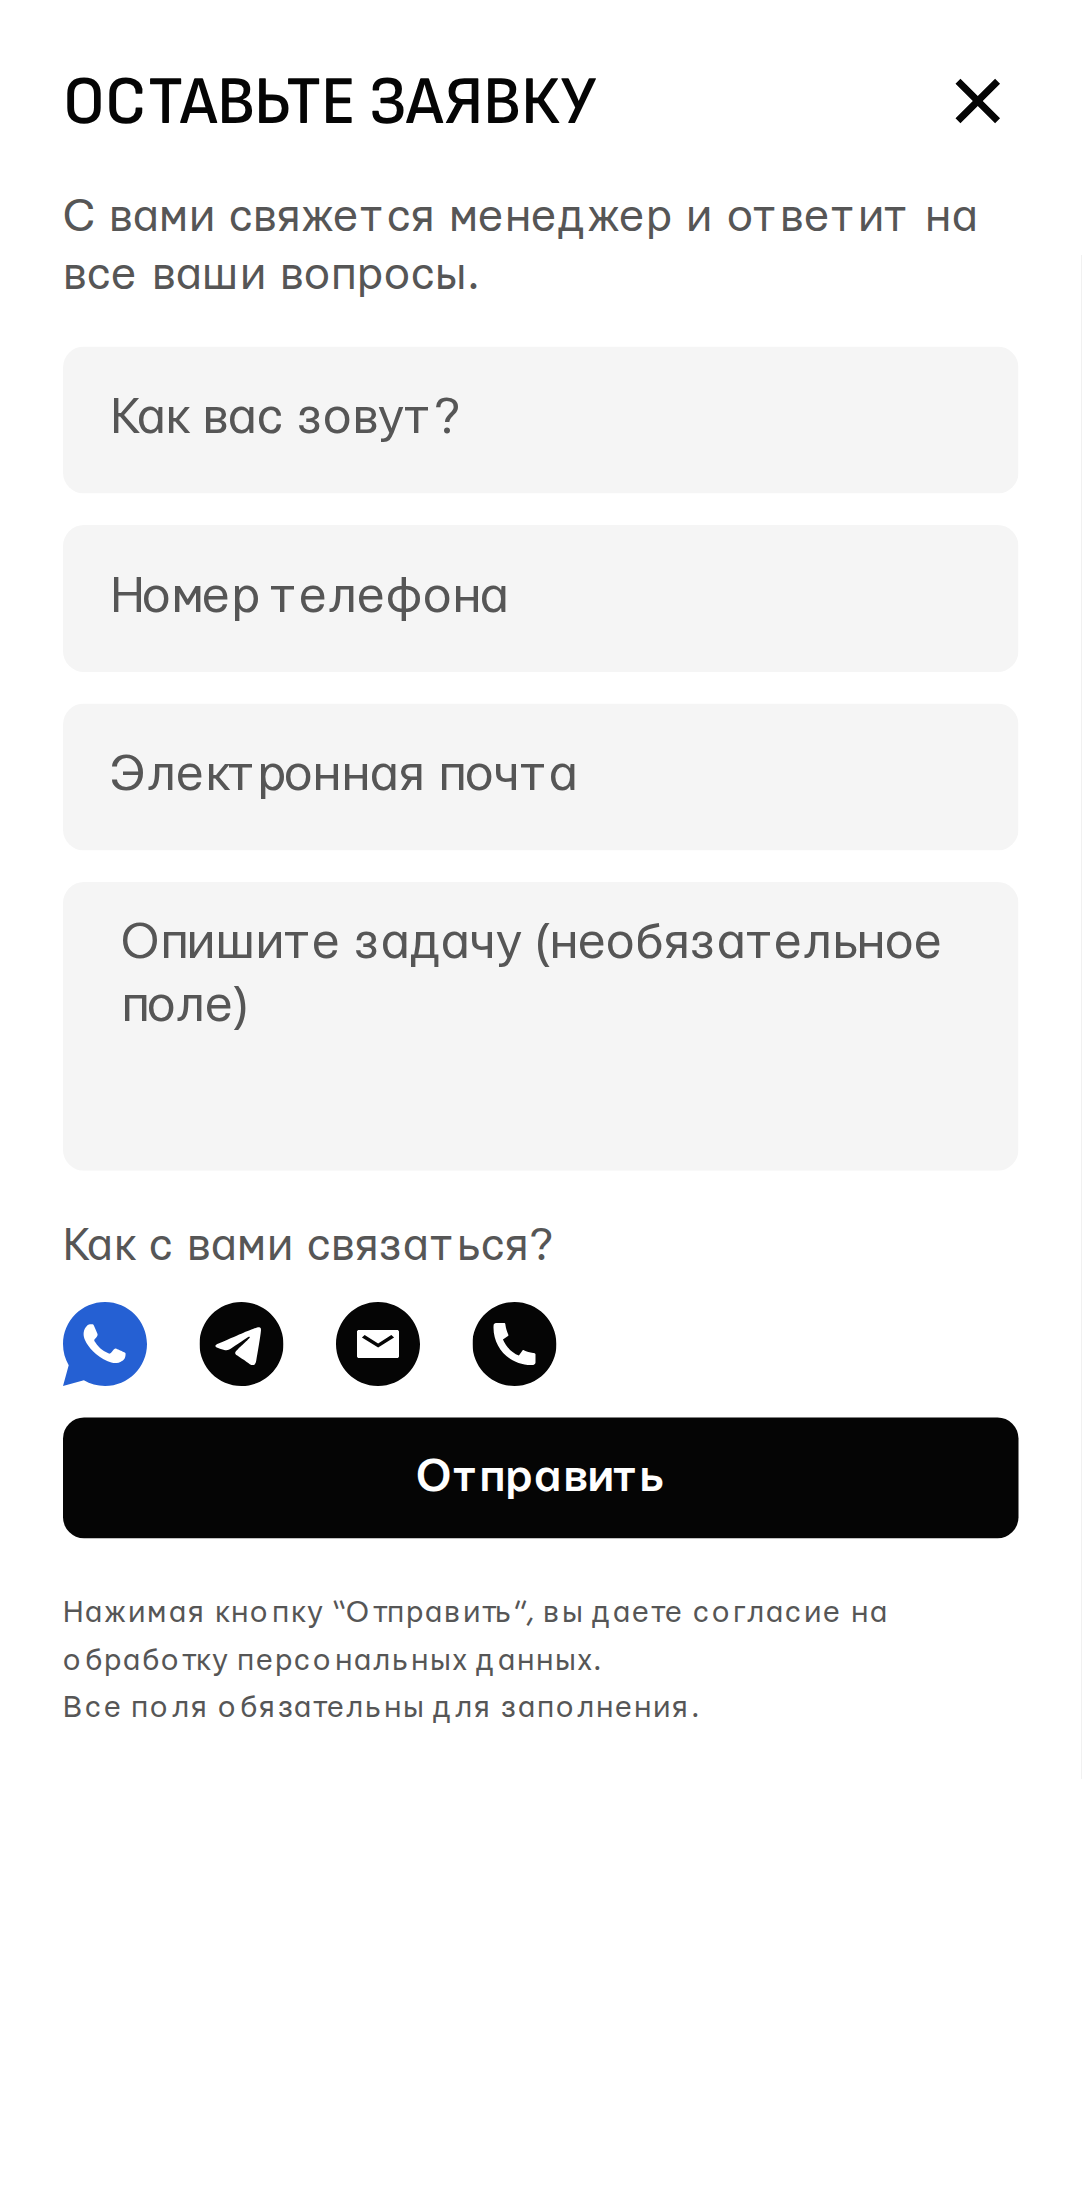 ОСТАВЬТЕ ЗАЯВКУ
С вами свяжется менеджер и ответит на
все ваши вопросы.
Как вас зовут?
Номер телефона
Электронная почта
Опишите задачу (необязательное
поле)
Как с вами связаться?
Отправить
Нажимая кнопку “Отправить”, вы даете согласие на
обработку персональных данных.
Все поля обязательны для заполнения.